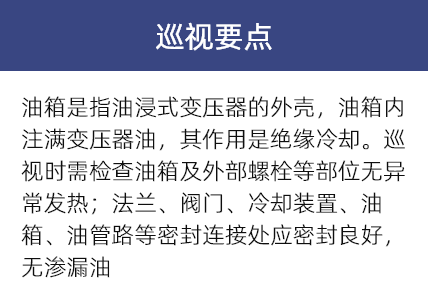 巡视要点
油箱是指油浸式变压器的外壳，油箱内
注满变压器油，其作用是绝缘冷却。巡
视时需检查油箱及外部螺栓等部位无异
常发热；法兰、阀门、冷却装置、油
箱、油管路等密封连接处应密封良好，
无渗漏油